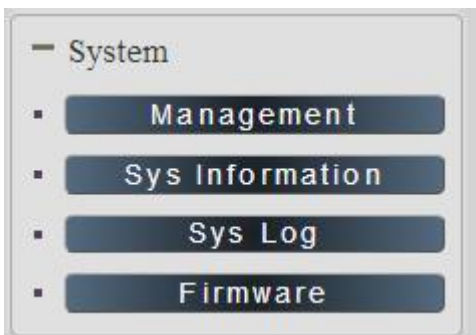 System
Management
Sys Information
Sys Log
Firmware